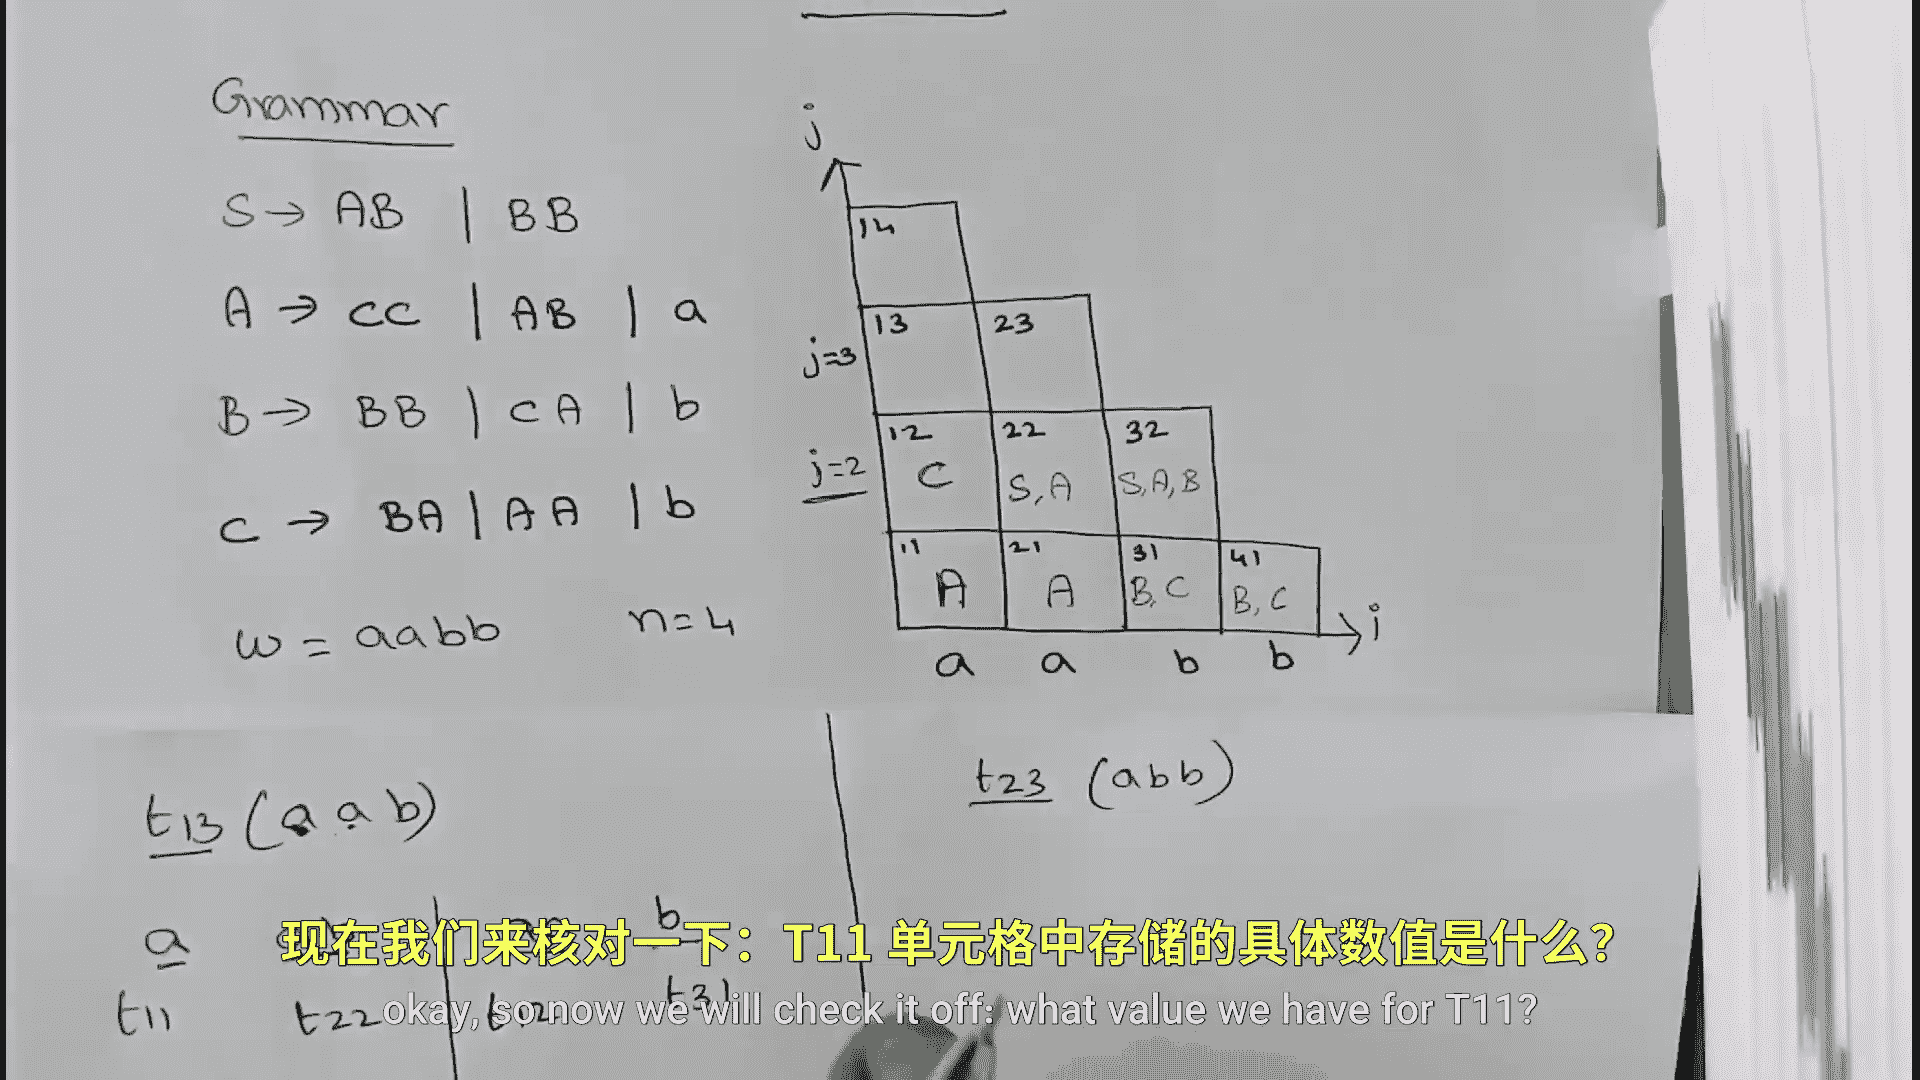 Grammar
S → AB | BB
A → CC | AB | a
B → BB | CA | b
C → BA | AA | b
w = aabb n=4
j
14
13 23
j=3
12 22 32
j=2 C S,A S,A,B
11 21 31 41
A A B,C B,C
i
a a b b
t13 (aab)
t23 (abb)
a b
现在我们来核对一下：T11 单元格中存储的具体数值是什么？
t11 t22 t12 t31
okay, so now we will check it off: what value we have for T11?